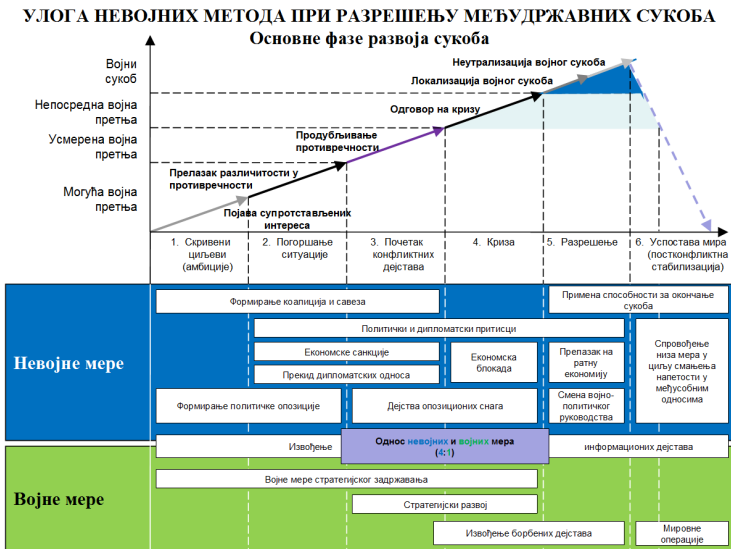 УЛОГА НЕВОЈНИХ МЕТОДА ПРИ РАЗРЕШЕЊУ МЕЂУДРЖАВНИХ СУКОБА
Основне фазе развоја сукоба
Војни
сукоб
Непосредна војна
претња
Усмерена војна
претња
Могућа војна
претња
Неутрализација војног сукоба
Локализација војног сукоба
Одговор на кризу
Продубљивање
противречности
Прелазак различитости у
противречности
Појава супротстављеник
интереса
1. Скривени
циљеви
(амбиције)
2. Погоршање
ситуације
3. Почетак
конфликтних
дејстава
4. Криза
5. Разрешење
6. Успостава мира
(постконфликтна
стабилизација)
Невојне мере
Формирање коалиција и савеза
Примена способности за окончање
сукоба
Политички и дипломатски притисци
Економске санкције
Економска
блокада
Прелазак на
ратну
економију
Спровођење
низа мера у
циљу смањења
напетости у
међусобним
односима
Прекид дипломатских односа
Формирање политичке опозиције
Дејства опозиционих снага
Смена војно-
политичког
руководства
Извођење
Однос невојних и војних мера
(4:1)
информационих дејстава
Војне мере
Војне мере стратегијског задржавања
Стратегијски развој
Извођење борбених дејстава
Мировне
операције